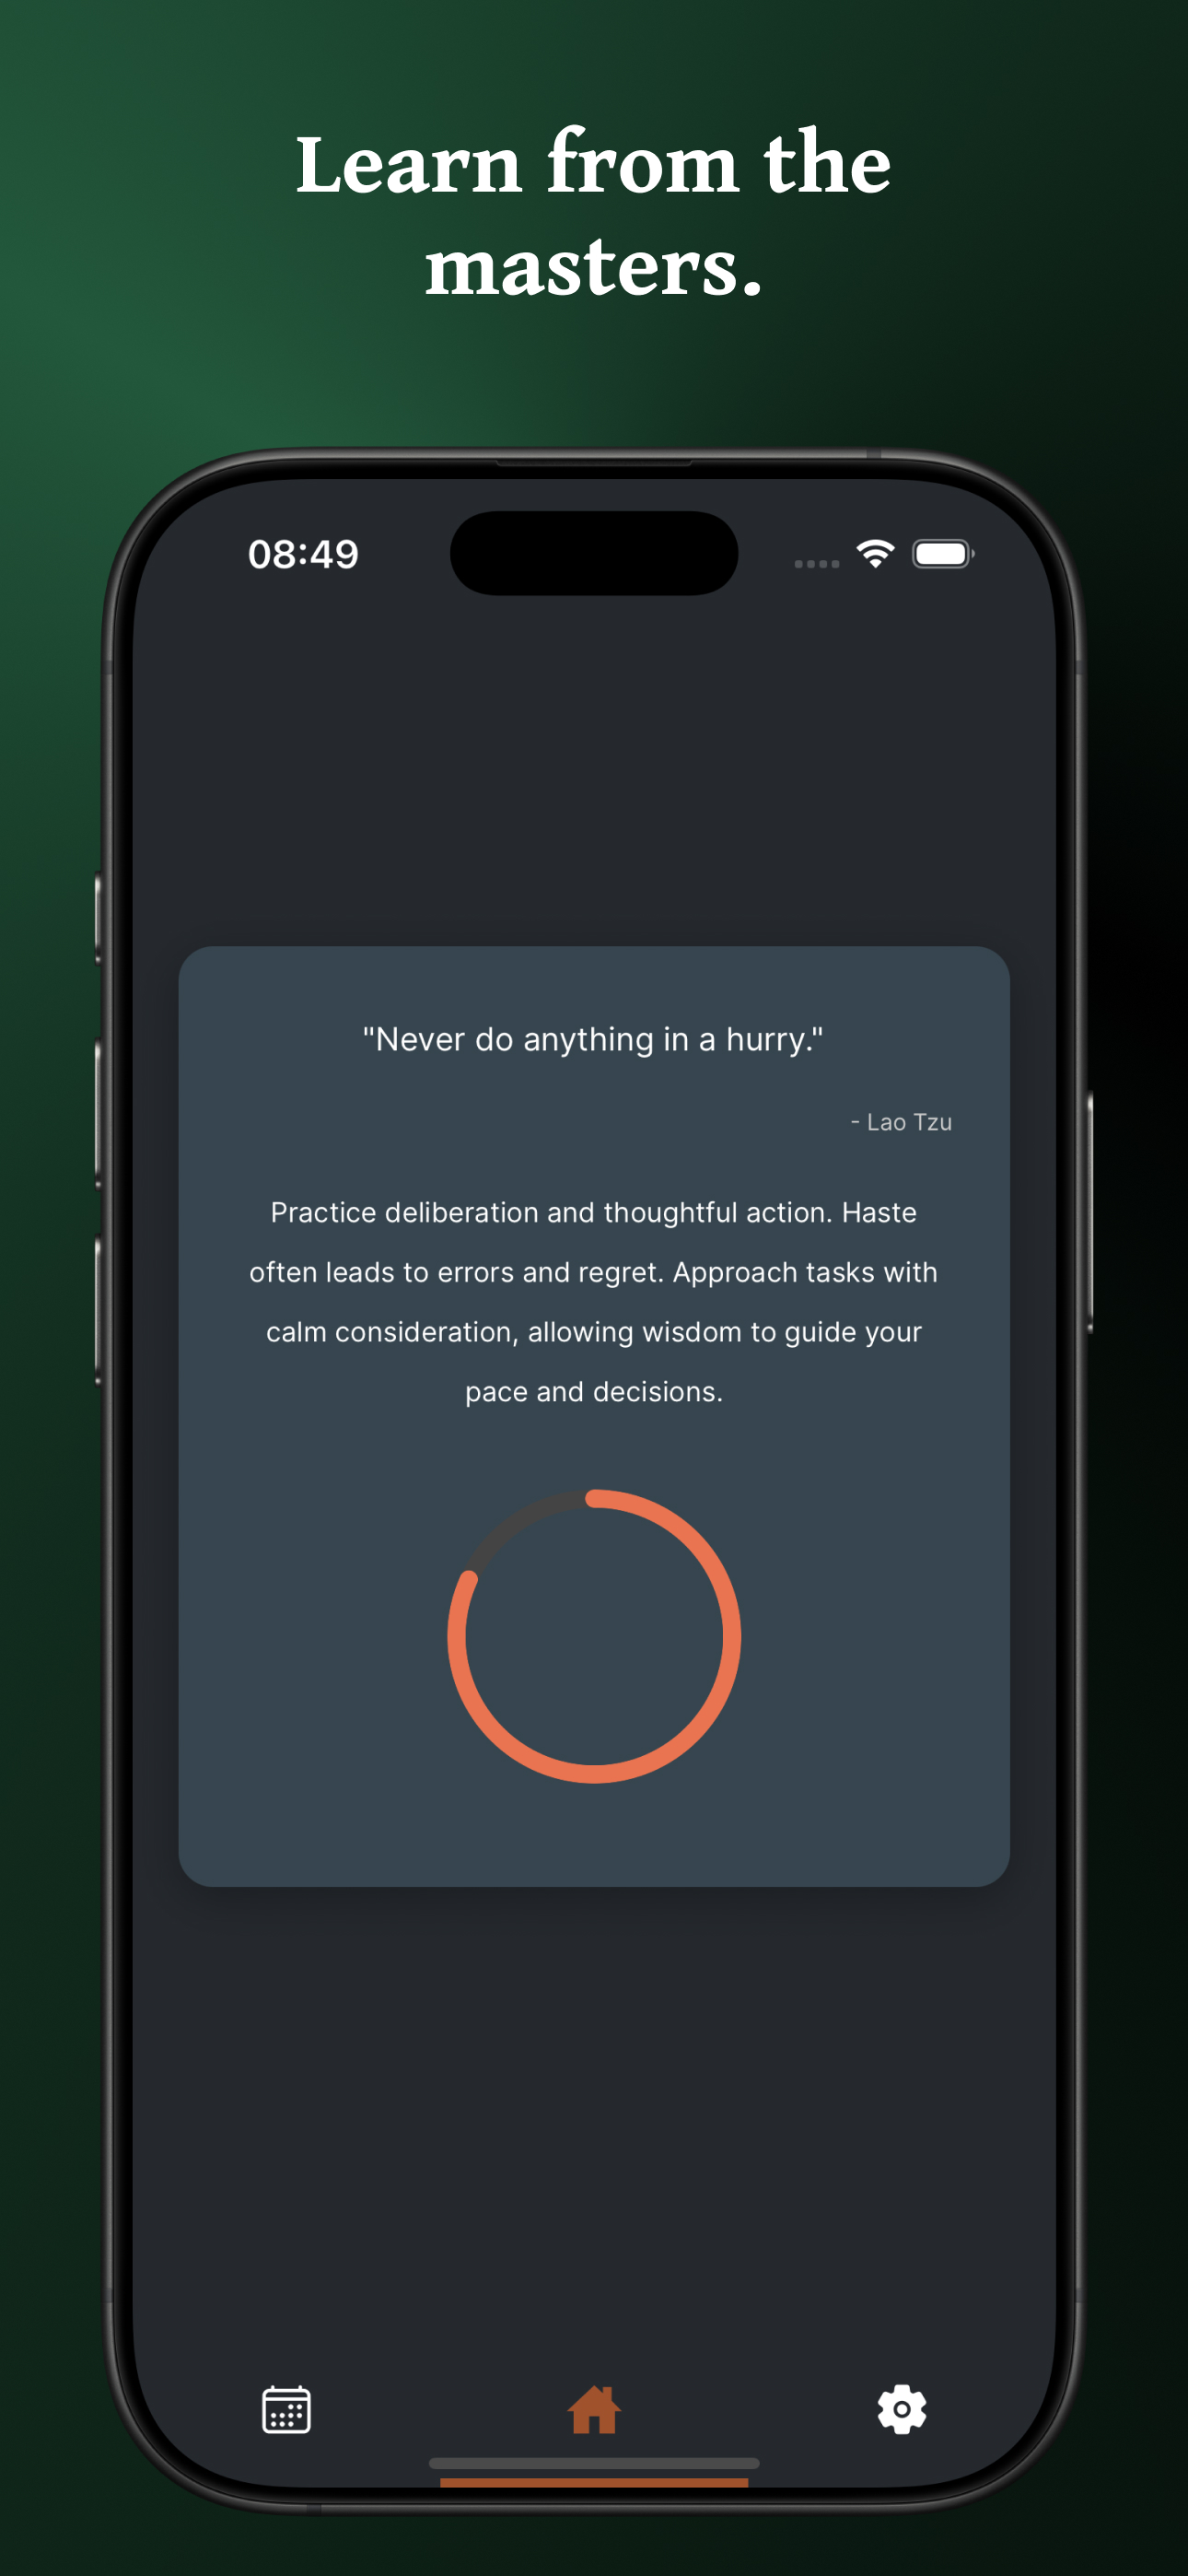 Learn from the
masters.
08:49
"Never do anything in a hurry."
- Lao Tzu
Practice deliberation and thoughtful action. Haste
often leads to errors and regret. Approach tasks with
calm consideration, allowing wisdom to guide your
pace and decisions.